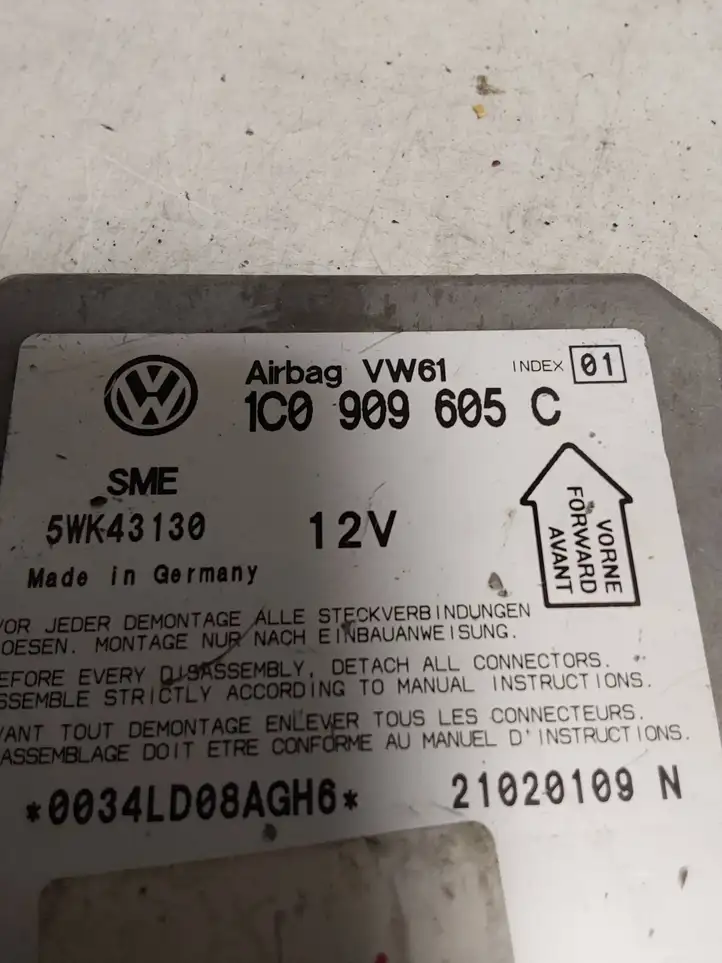 Airbag VW61 INDEX 01
1C0 909 605 C
SME
5WK43130 12V
Made in Germany
VORNE
FORWARD
AVANT
VOR JEDER DEMONTAGE ALLE STECKVERBINDUNGEN
OESEN. MONTAGE NUR NACH EINBAUANWEISUNG.
EFORE EVERY DISASSEMBLY, DETACH ALL CONNECTORS.
SSEMBLE STRICTLY ACCORDING TO MANUAL INSTRUCTIONS.
VANT TOUT DEMONTAGE ENLEVER TOUS LES CONNECTEURS.
ASSEMBLAGE DOIT ETRE CONFORME AU MANUEL D'INSTRUCTIONS.
*0034LD08AGH6* 21020109 N